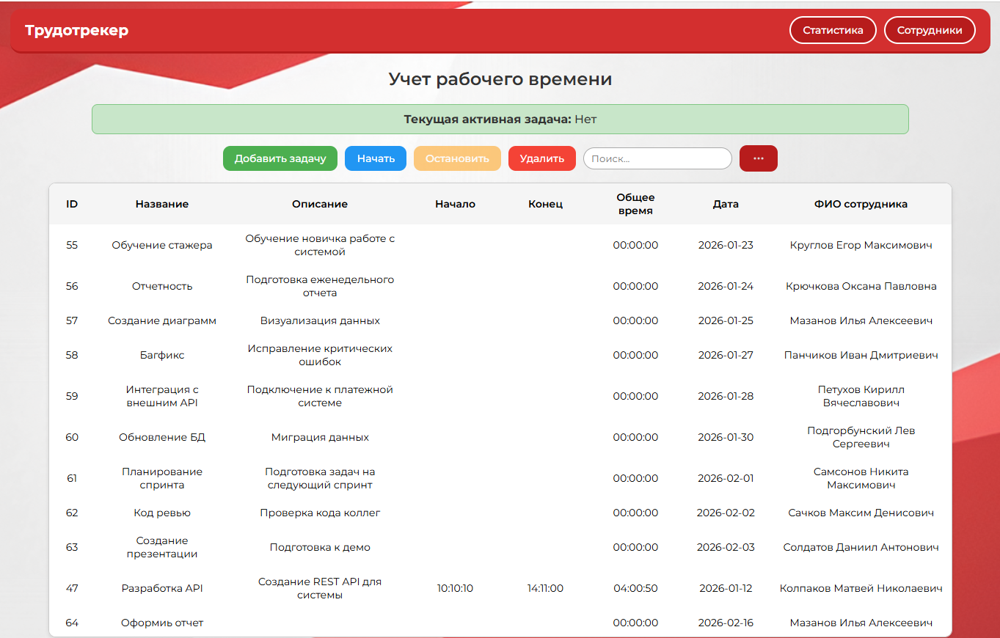 Трудотрекер
Статистика
Сотрудники
Учет рабочего времени
Текущая активная задача: Нет
Добавить задачу
Начать
Остановить
Удалить
Поиск...
...
ID Название Описание Начало Конец Общее время Дата ФИО сотрудника
55 Обучение стажера Обучение новичка работе с системой 00:00:00 2026-01-23 Круглов Егор Максимович
56 Отчетность Подготовка еженедельного отчета 00:00:00 2026-01-24 Крючкова Оксана Павловна
57 Создание диаграмм Визуализация данных 00:00:00 2026-01-25 Мазанов Илья Алексеевич
58 Багфикс Исправление критических ошибок 00:00:00 2026-01-27 Панчиков Иван Дмитриевич
59 Интеграция с внешним API Подключение к платежной системе 00:00:00 2026-01-28 Петухов Кирилл Вячеславович
60 Обновление БД Миграция данных 00:00:00 2026-01-30 Подгорбунский Лев Сергеевич
61 Планирование спринта Подготовка задач на следующий спринт 00:00:00 2026-02-01 Самсонов Никита Максимович
62 Код ревью Проверка кода коллег 00:00:00 2026-02-02 Сачков Максим Денисович
63 Создание презентации Подготовка к демо 00:00:00 2026-02-03 Солдатов Даниил Антонович
47 Разработка API Создание REST API для системы 10:10:10 14:11:00 04:00:50 2026-01-12 Колпаков Матвей Николаевич
64 Оформиь отчет 00:00:00 2026-02-16 Мазанов Илья Алексеевич